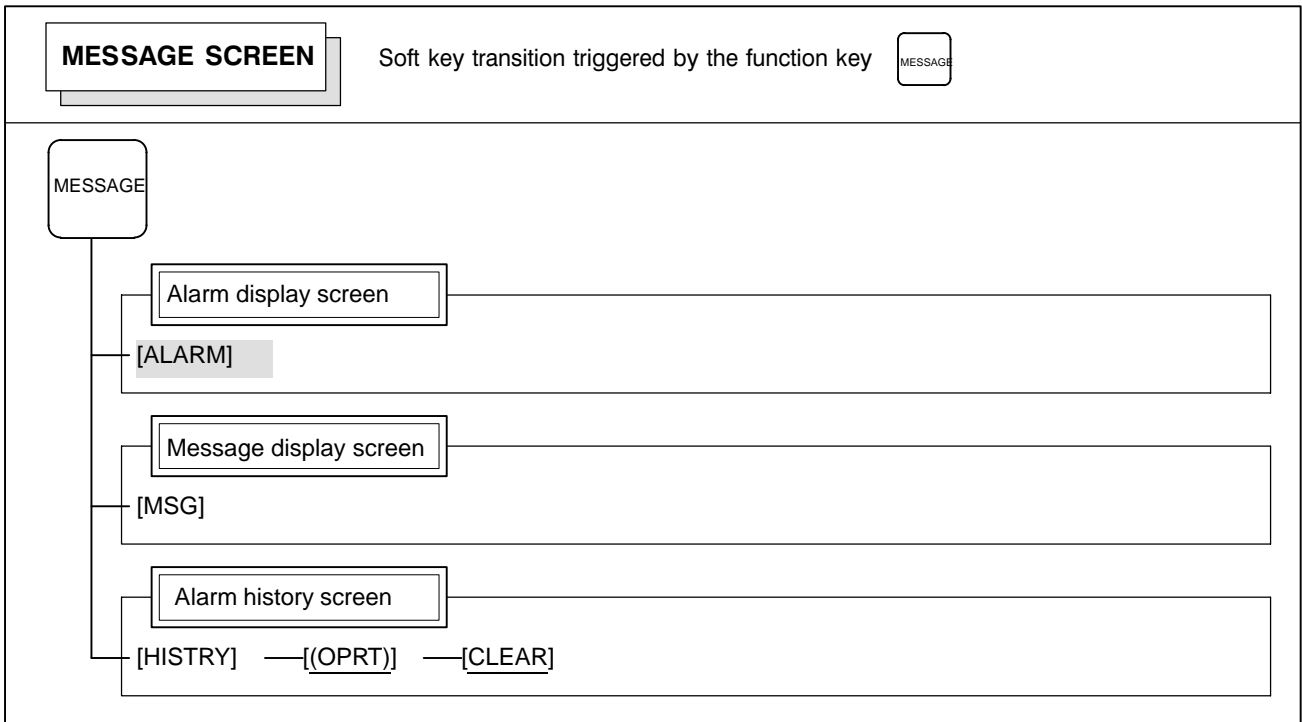 MESSAGE SCREEN
Soft key transition triggered by the function key
MESSAGE
MESSAGE
Alarm display screen
[ALARM]
Message display screen
[MSG]
Alarm history screen
[HISTRY] [(OPRT)] [CLEAR]